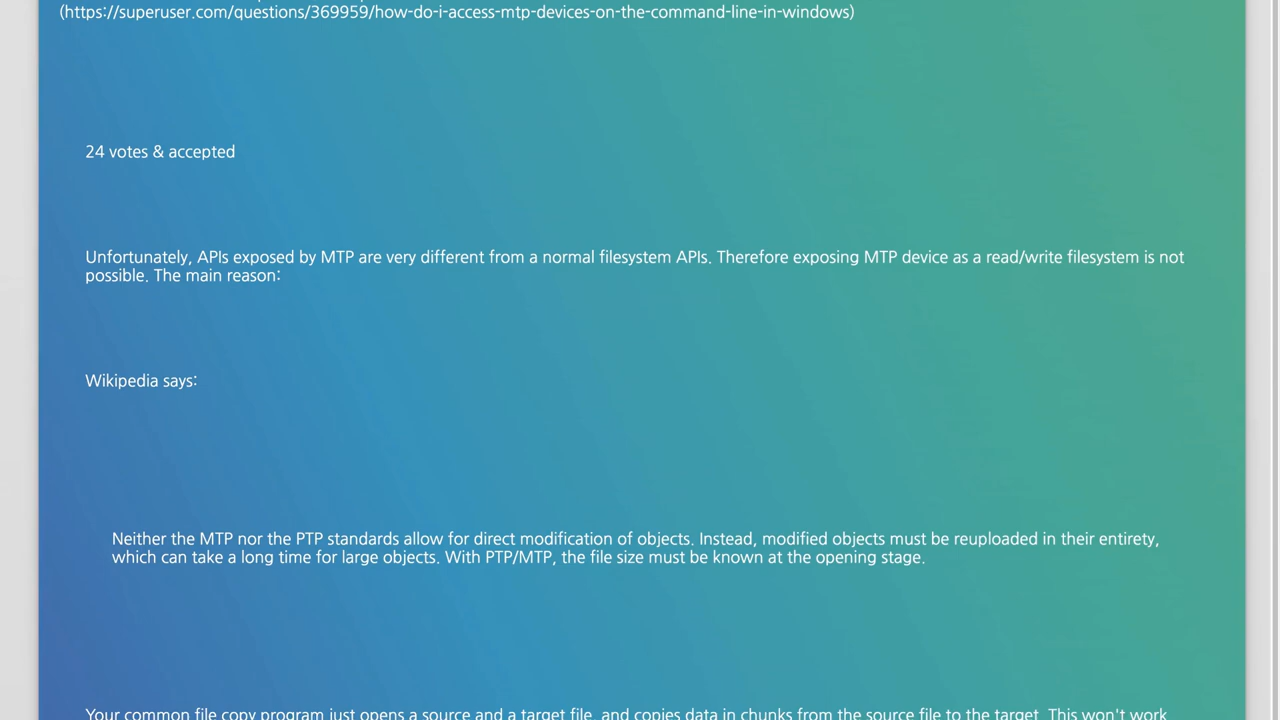 (https://superuser.com/questions/369959/how-do-i-access-mtp-devices-on-the-command-line-in-windows)
24 votes & accepted
Unfortunately, APIs exposed by MTP are very different from a normal filesystem APIs. Therefore exposing MTP device as a read/write filesystem is not
possible. The main reason:
Wikipedia says:
Neither the MTP nor the PTP standards allow for direct modification of objects. Instead, modified objects must be reuploaded in their entirety,
which can take a long time for large objects. With PTP/MTP, the file size must be known at the opening stage.
Your common file copy program just opens a source and a target file, and copies data in chunks from the source file to the target. This won't work